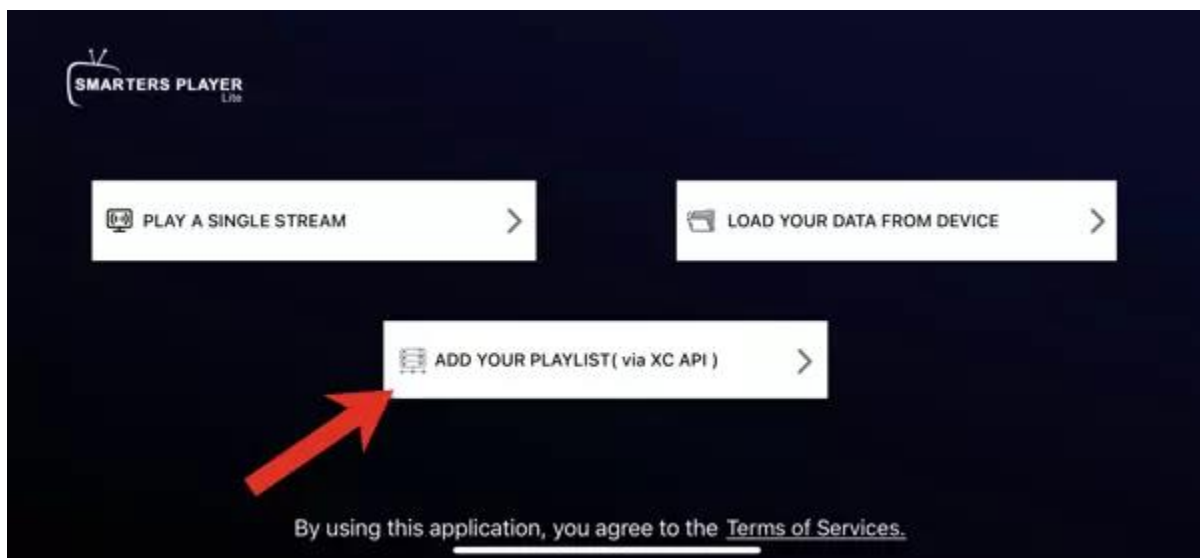 SMARTERS PLAYER
Lite
PLAY A SINGLE STREAM
LOAD YOUR DATA FROM DEVICE
ADD YOUR PLAYLIST( via XC API )
By using this application, you agree to the Terms of Services.